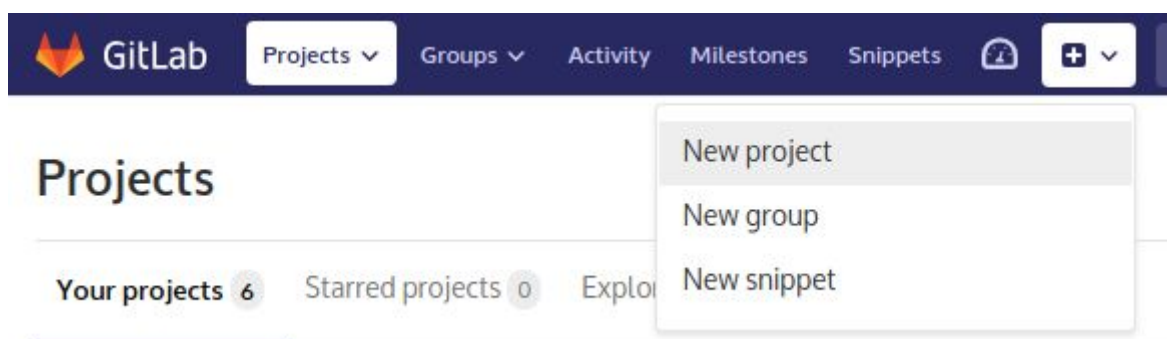 GitLab Projects Groups Activity Milestones Snippets
New project
Projects
New group
Your projects 6 Starred projects 0
New snippet